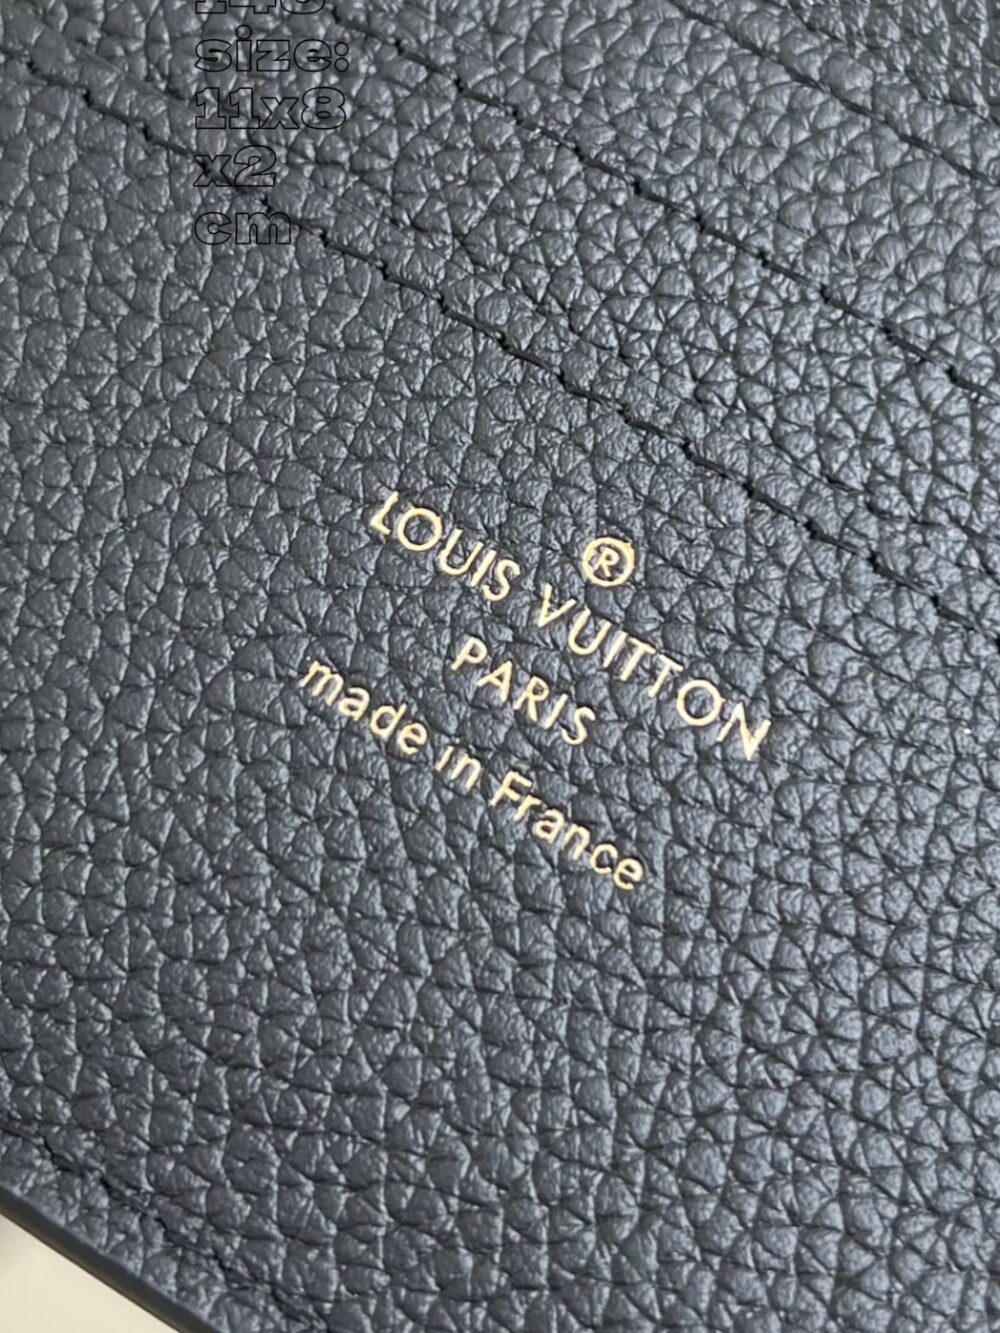 size:
11x8
x2
cm
LOUIS VUITTON ®
PARIS
made in France